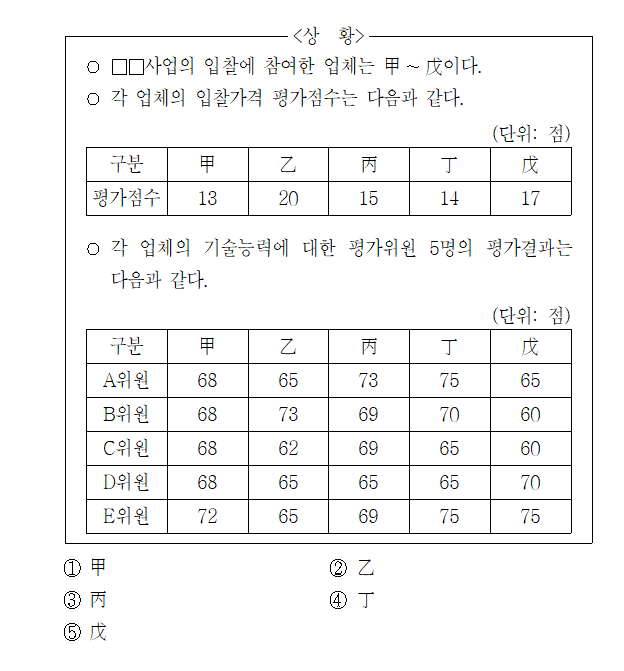 <상 황>
○ □□사업의 입찰에 참여한 업체는 甲～戊이다.
○ 각 업체의 입찰가격 평가점수는 다음과 같다.
(단위: 점)
구분 甲 乙 丙 丁 戊
평가점수 13 20 15 14 17
○ 각 업체의 기술능력에 대한 평가위원 5명의 평가결과는
다음과 같다.
(단위: 점)
구분 甲 乙 丙 丁 戊
A위원 68 65 73 75 65
B위원 68 73 69 70 60
C위원 68 62 69 65 60
D위원 68 65 65 65 70
E위원 72 65 69 75 75
① 甲 ② 乙
③ 丙 ④ 丁
⑤ 戊